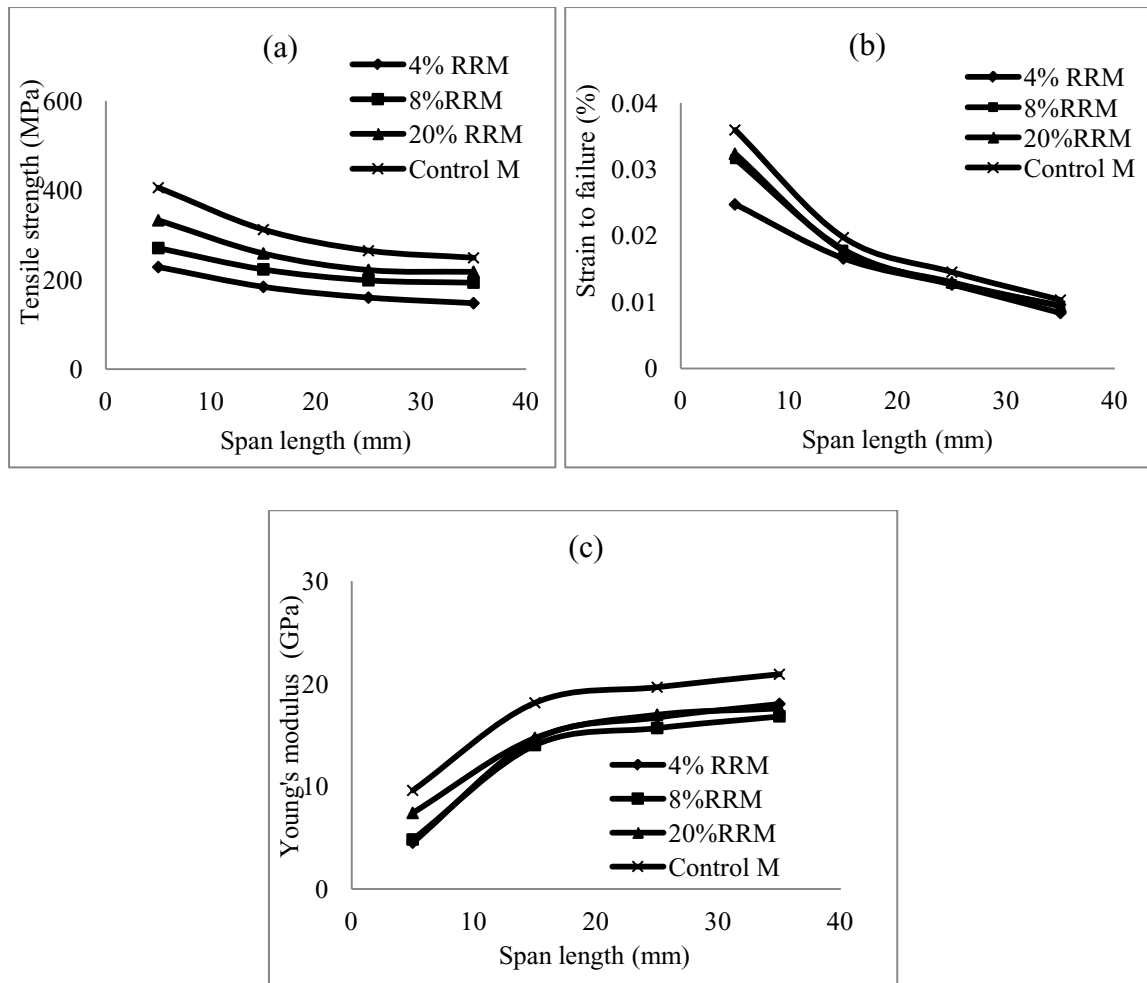 (a)
4% RRM
8%RRM
20% RRM
Control M
Tensile strength (MPa)
600
400
200
0
0 10 20 30 40
Span length (mm)
(b)
4% RRM
8%RRM
20%RRM
Control M
Strain to failure (%)
0.04
0.03
0.02
0.01
0
0 10 20 30 40
Span length (mm)
(c)
Young's modulus (GPa)
30
20
10
0
4% RRM
8%RRM
20%RRM
Control M
0 10 20 30 40
Span length (mm)